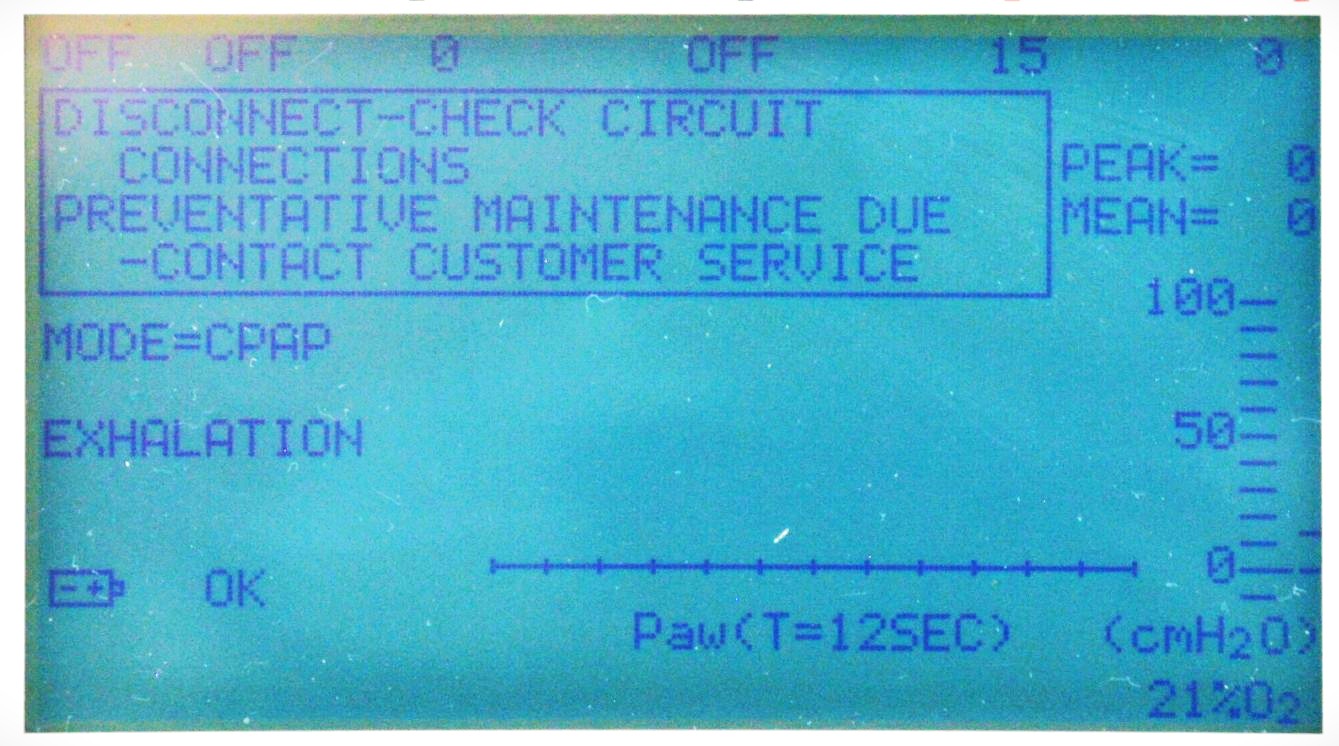 OFF OFF 0 OFF 15 0
DISCONNECT-CHECK CIRCUIT
CONNECTIONS
PREVENTATIVE MAINTENANCE DUE
-CONTACT CUSTOMER SERVICE
PEAK= 0
MEAN= 0
100
MODE=CPAP
50
EXHALATION
0
OK
Paw(T=12SEC) (cmH₂O)
21%O₂